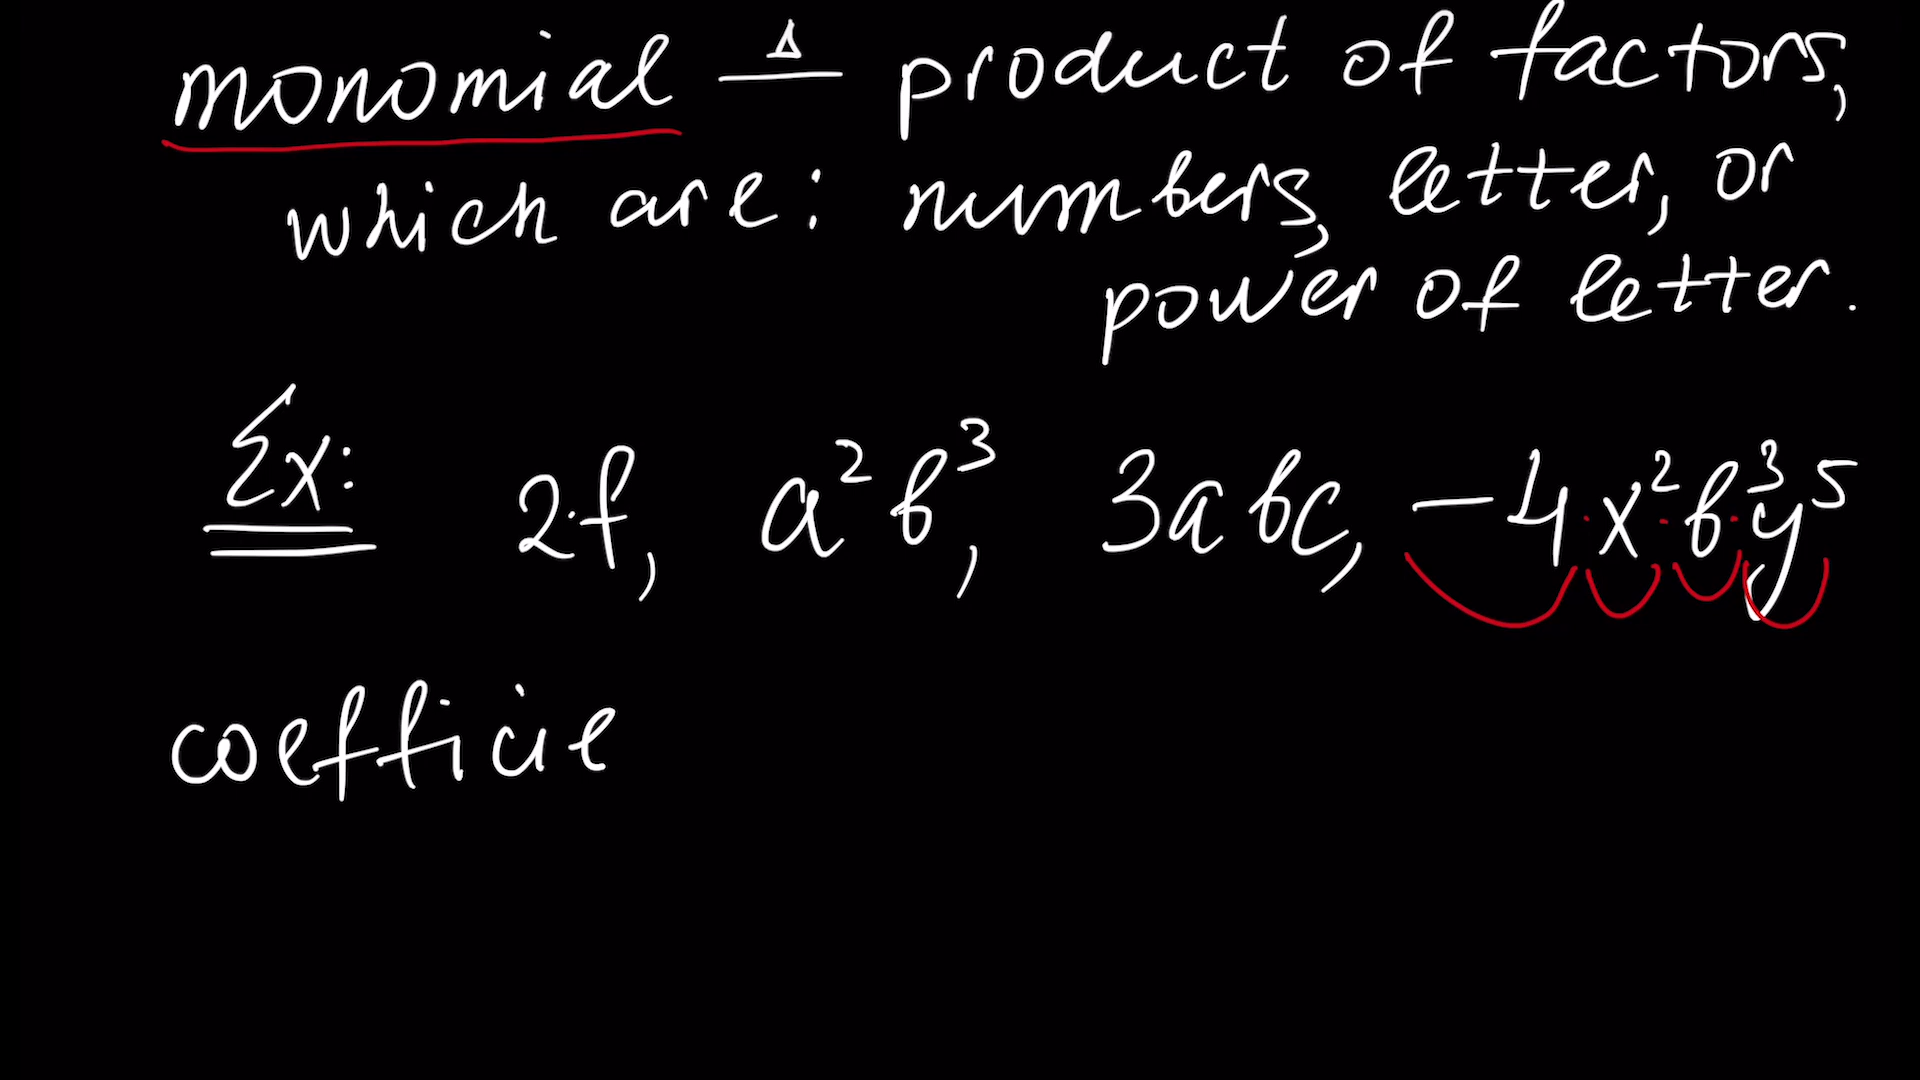 monomial ≜ product of factors,
which are: numbers, letter, or
power of letter.
Ex: 2·f, a²b³, 3abc, -4·x²·b³·y⁵
coefficie